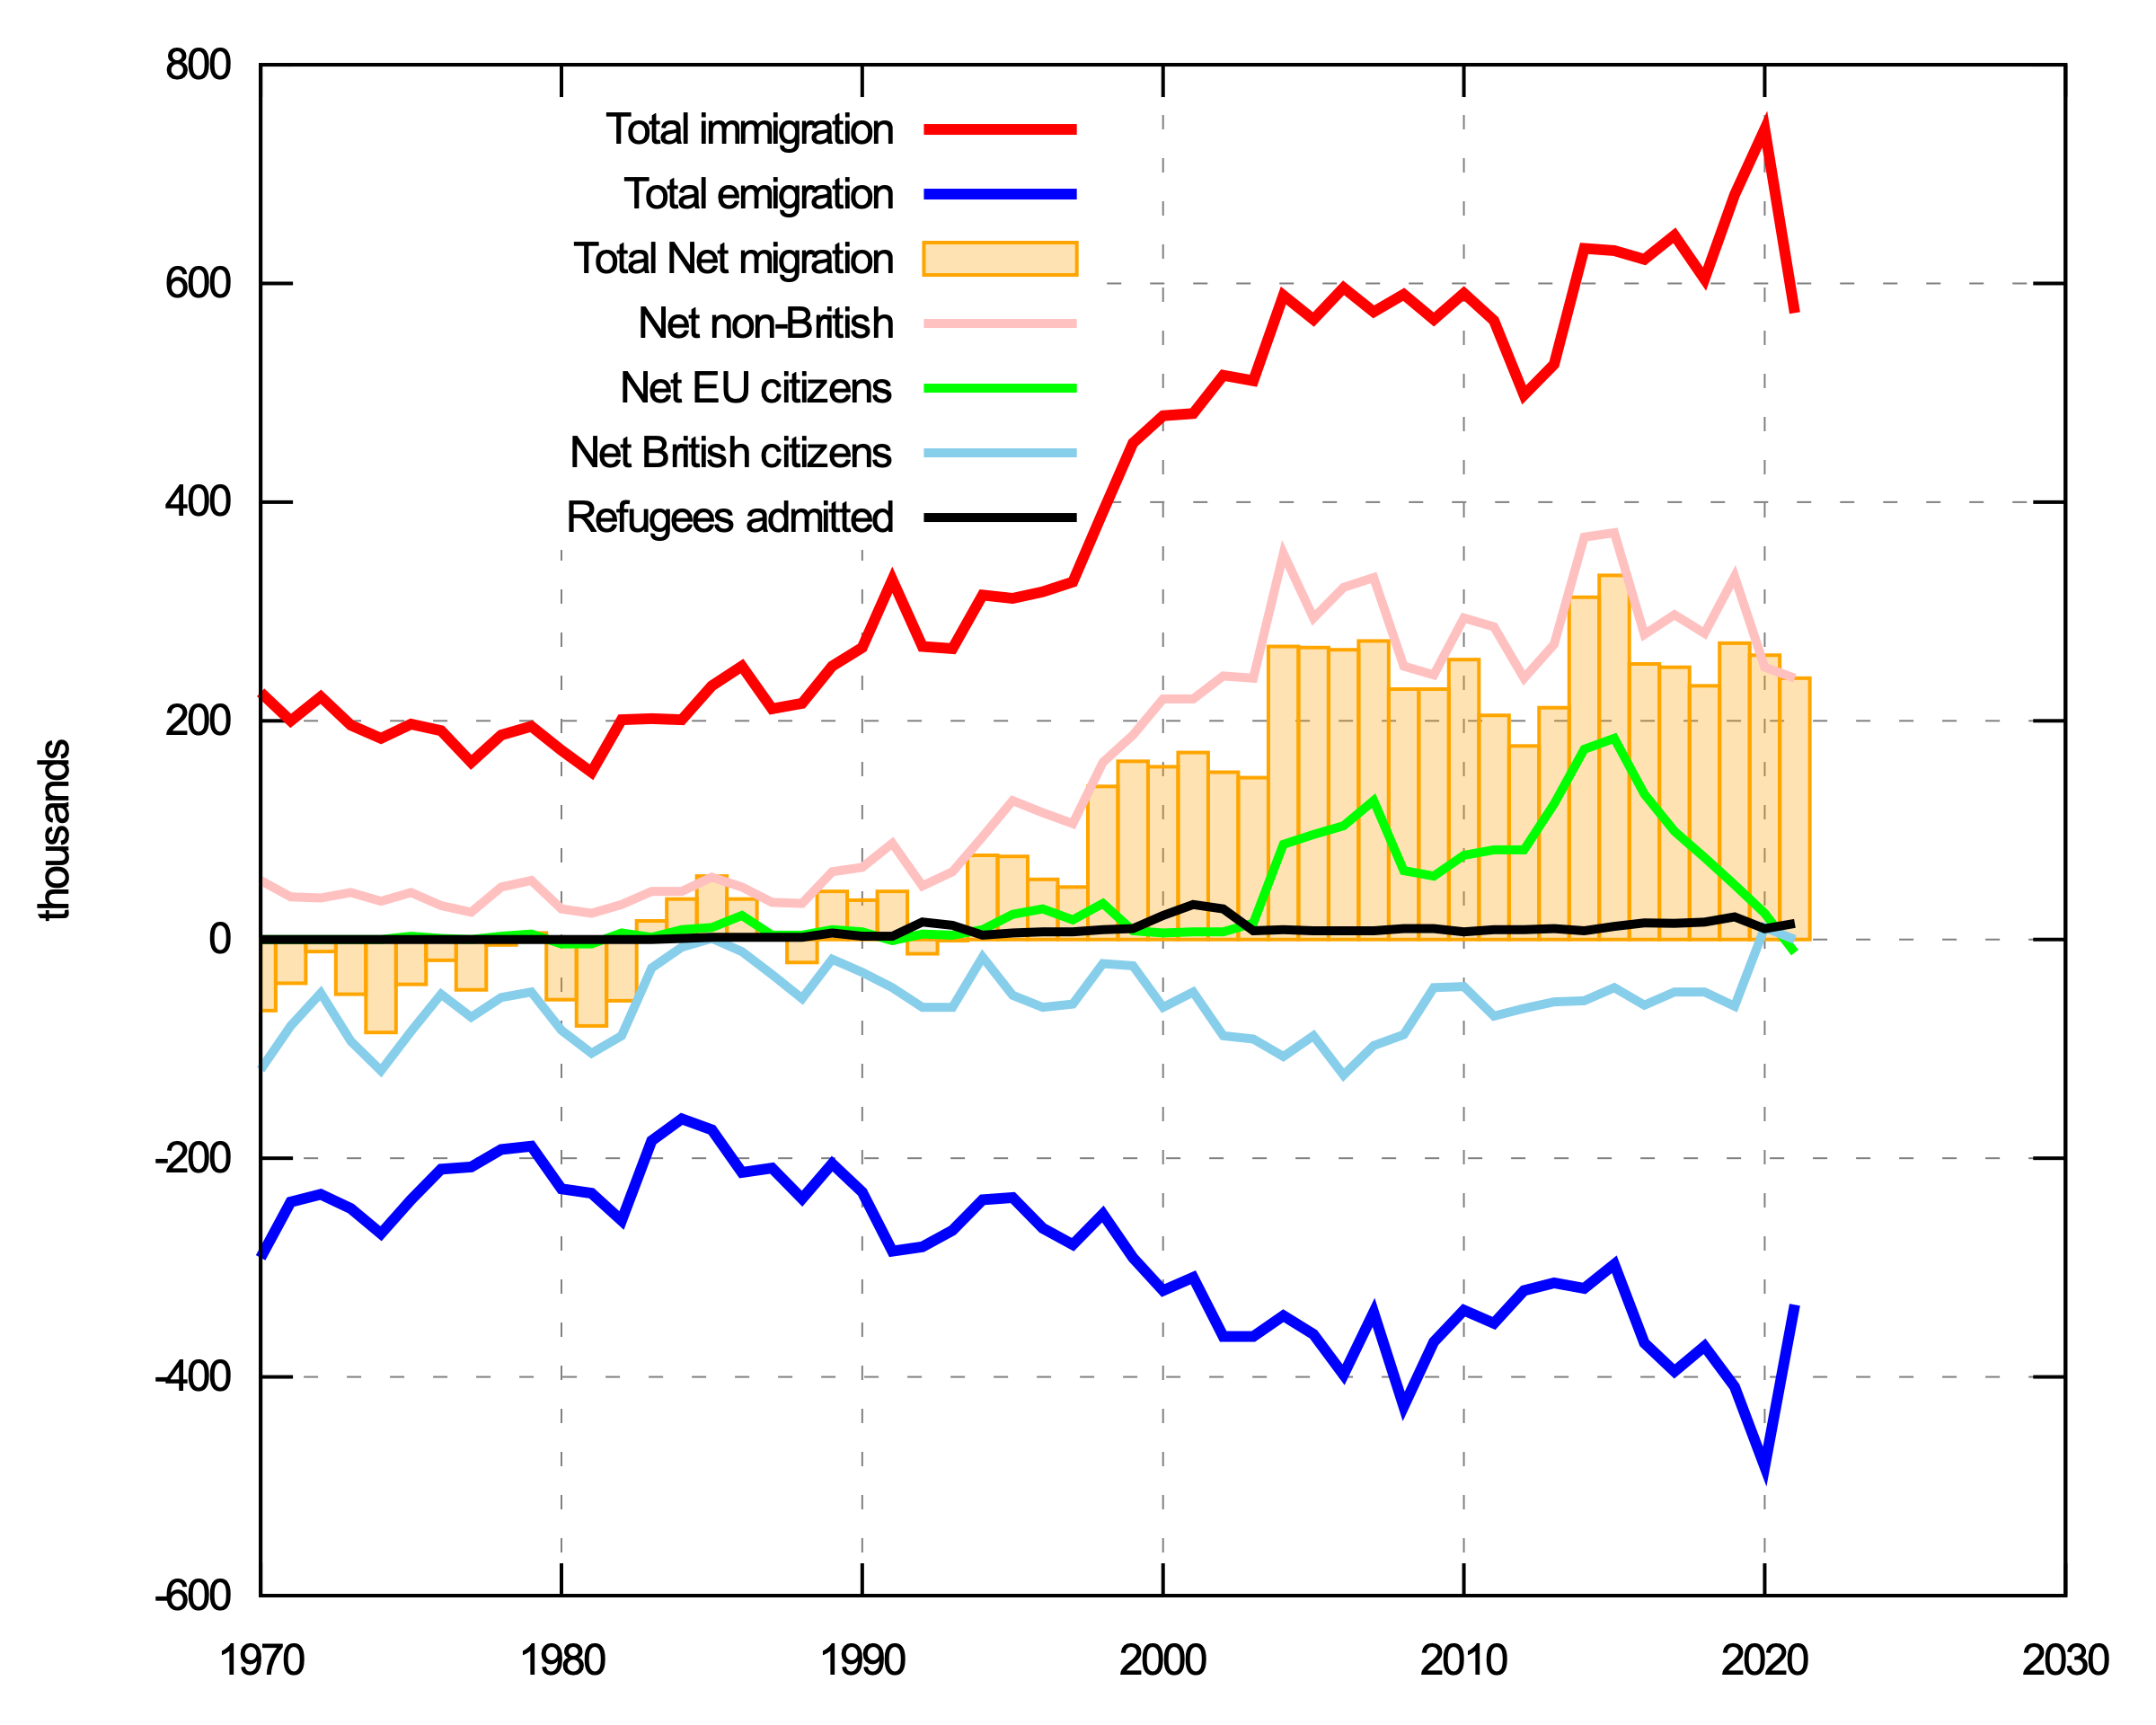 800
600
400
200
0
-200
-400
-600
thousands
Total immigration
Total emigration
Total Net migration
Net non-British
Net EU citizens
Net British citizens
Refugees admitted
1970 1980 1990 2000 2010 2020 2030